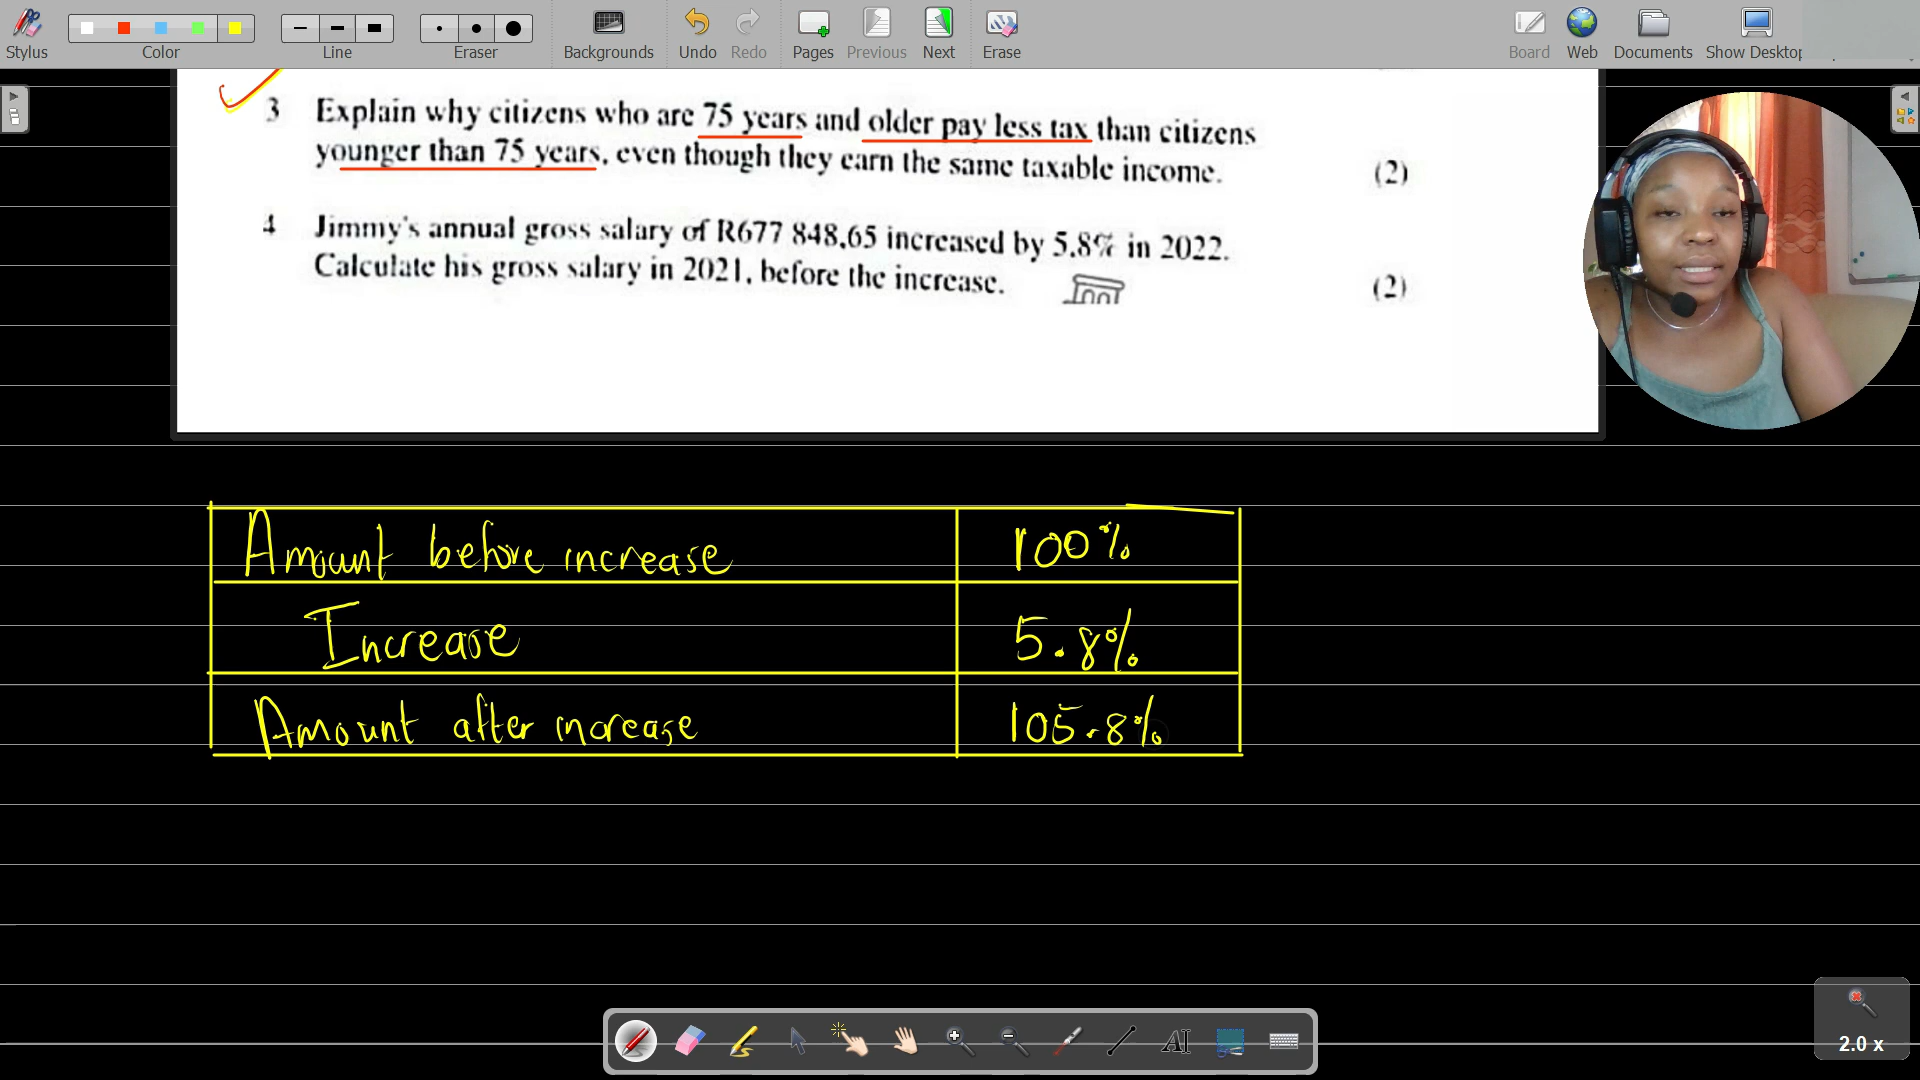 Color
Line
Eraser
Stylus
Backgrounds
Undo
Redo
Pages
Previous
Next
Erase
Board
Web
Documents
Show Desktop
3 Explain why citizens who are 75 years and older pay less tax than citizens
younger than 75 years, even though they earn the same taxable income. (2)
4 Jimmy's annual gross salary of R677 848,65 increased by 5,8% in 2022.
Calculate his gross salary in 2021, before the increase. (2)
Amount before increase 100%
Increase 5.8%
Amount after increase 105.8%
AI
2.0 x